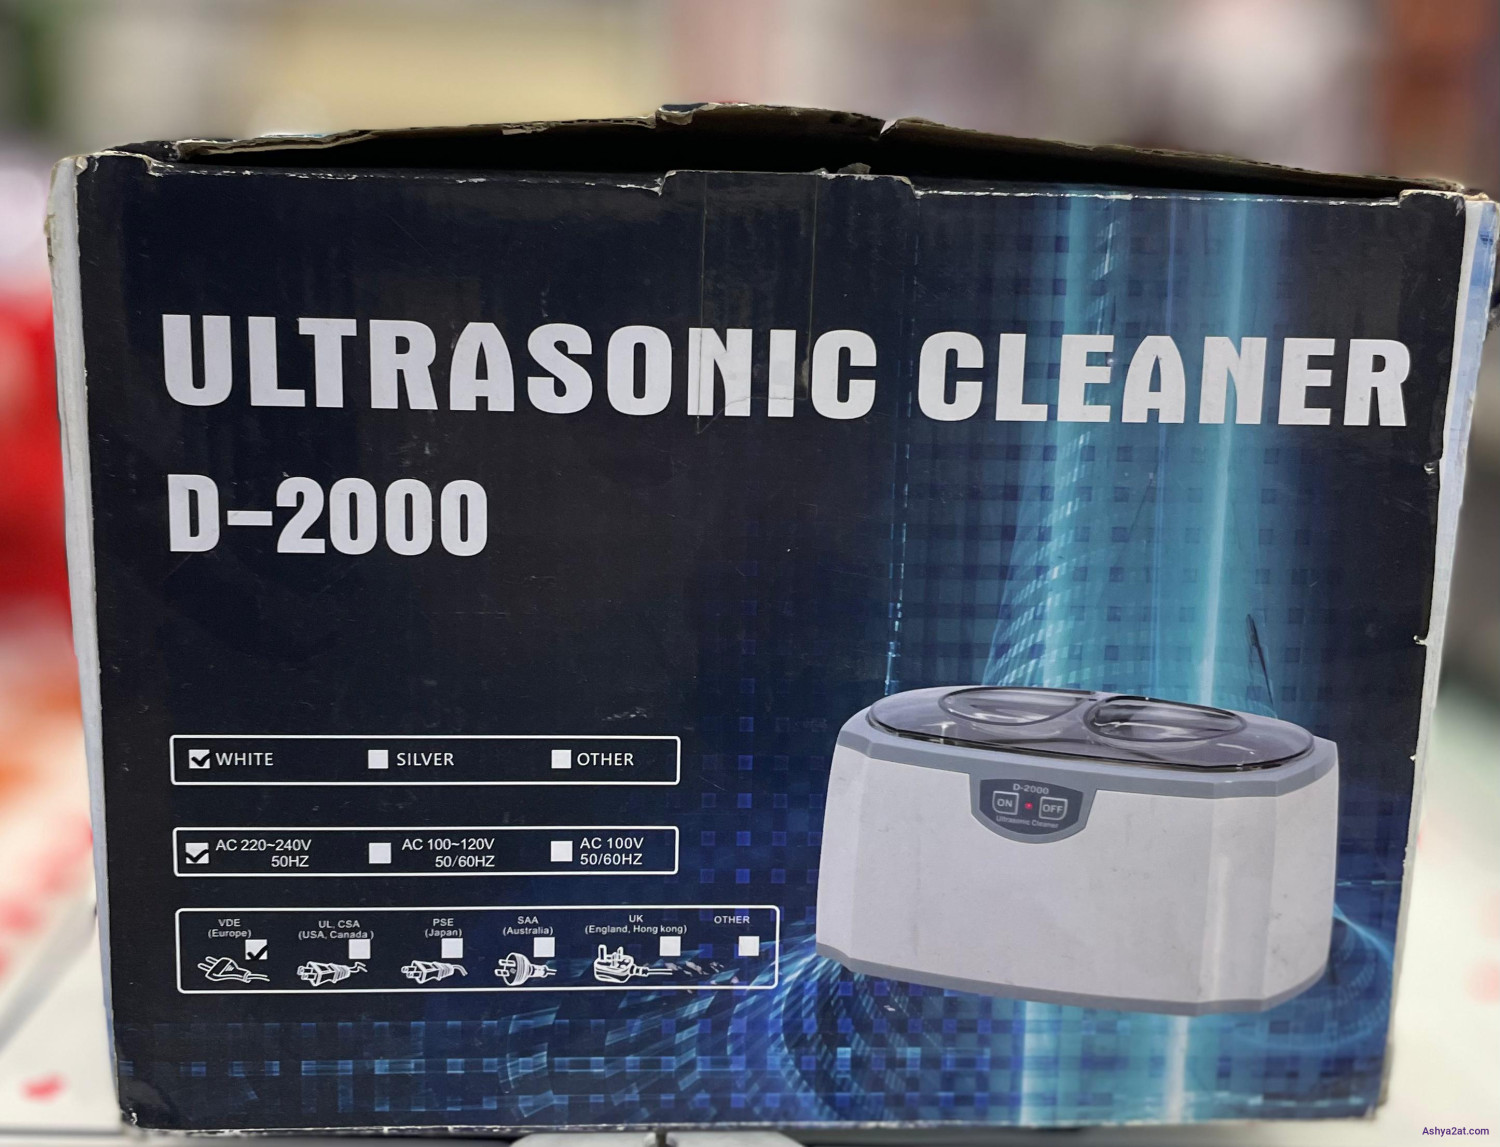 ULTRASONIC CLEANER
D-2000
WHITE SILVER OTHER
AC 220~240V AC 100~120V AC 100V
50HZ 50/60HZ 50/60HZ
VDE UL, CSA PSE SAA UK OTHER
(Europe) (USA, Canada) (Japan) (Australia) (England, Hong kong)
D-2000
ON OFF
Ultrasonic Cleaner
Ashya2at.com